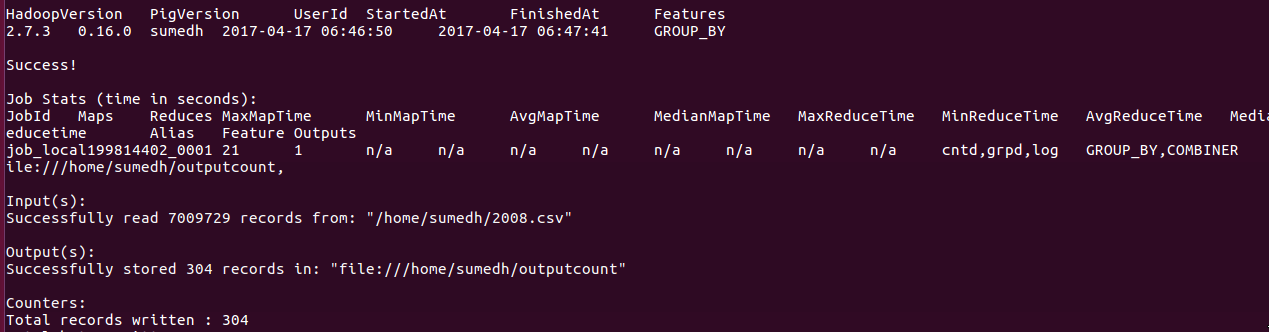 HadoopVersion PigVersion UserId StartedAt FinishedAt Features
2.7.3 0.16.0 sumedh 2017-04-17 06:46:50 2017-04-17 06:47:41 GROUP_BY
Success!
Job Stats (time in seconds):
JobId Maps Reduces MaxMapTime MinMapTime AvgMapTime MedianMapTime MaxReduceTime MinReduceTime AvgReduceTime Media
educetime Alias Feature Outputs
job_local199814402_0001 21 1 n/a n/a n/a n/a n/a n/a n/a n/a cntd,grpd,log GROUP_BY,COMBINER
ile:///home/sumedh/outputcount,
Input(s):
Successfully read 7009729 records from: "/home/sumedh/2008.csv"
Output(s):
Successfully stored 304 records in: "file:///home/sumedh/outputcount"
Counters:
Total records written : 304